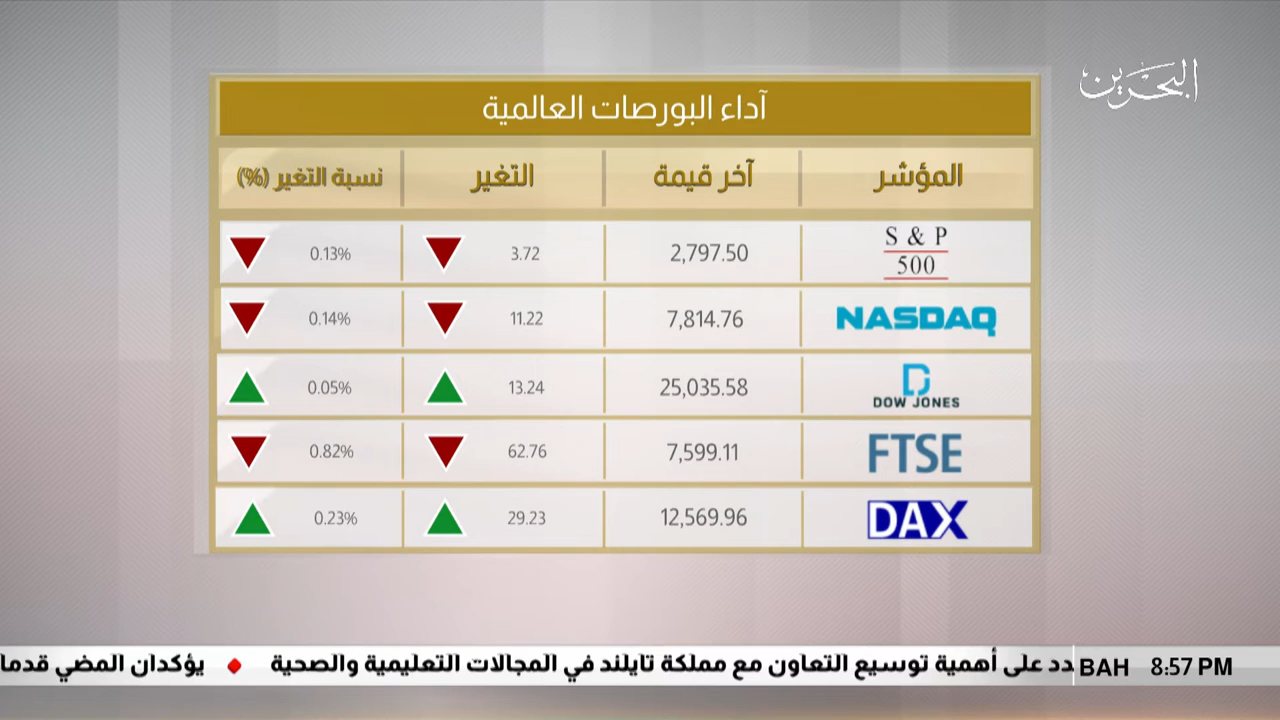 البحرين
آداء البورصات العالمية
المؤشر آخر قيمة التغير نسبة التغير (%)
S & P 500 2,797.50 3.72 0.13%
NASDAQ 7,814.76 11.22 0.14%
DOW JONES 25,035.58 13.24 0.05%
FTSE 7,599.11 62.76 0.82%
DAX 12,569.96 29.23 0.23%
دد على أهمية توسيع التعاون مع مملكة تايلند في المجالات التعليمية والصحية يؤكدان المضي قدما
BAH 8:57 PM